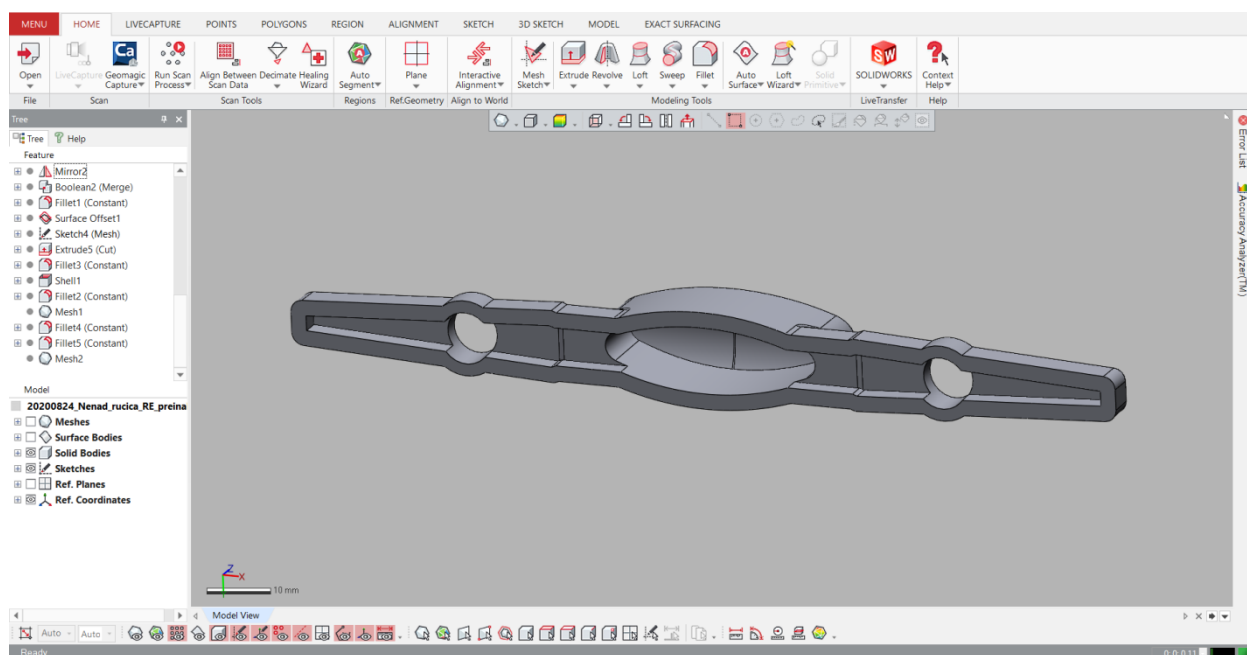 MENU HOME LIVECAPTURE POINTS POLYGONS REGION ALIGNMENT SKETCH 3D SKETCH MODEL EXACT SURFACING
Open LiveCapture Geomagic Capture Run Scan Process Align Between Scan Data Decimate Healing Wizard Auto Segment Plane Interactive Alignment Mesh Sketch Extrude Revolve Loft Sweep Fillet Auto Surface Loft Wizard Solid Primitive SOLIDWORKS Context Help
File Scan Scan Tools Regions Ref.Geometry Align to World Modeling Tools LiveTransfer Help
Tree
Tree Help
Feature
Mirror2
Boolean2 (Merge)
Fillet1 (Constant)
Surface Offset1
Sketch4 (Mesh)
Extrude5 (Cut)
Fillet3 (Constant)
Shell1
Fillet2 (Constant)
Mesh1
Fillet4 (Constant)
Fillet5 (Constant)
Mesh2
Model
20200824_Nenad_rucica_RE_preina
Meshes
Surface Bodies
Solid Bodies
Sketches
Ref. Planes
Ref. Coordinates
Error List
Accuracy Analyzer(TM)
Z
X
10 mm
Model View
Auto Auto
Ready
0:0:0.11